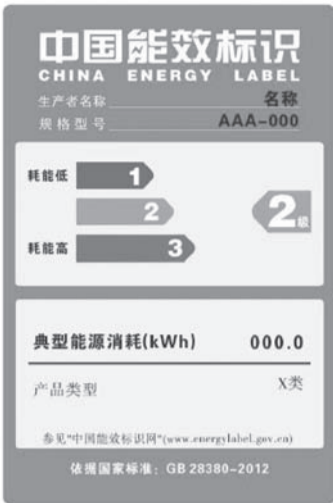 中国能效标识
CHINA ENERGY LABEL
生产者名称 名称
规格型号 AAA-000
耗能低 1
2 2级
耗能高 3
典型能源消耗(kWh) 000.0
产品类型 X类
参见"中国能效标识网"(www.energylabel.gov.cn)
依据国家标准：GB 28380-2012